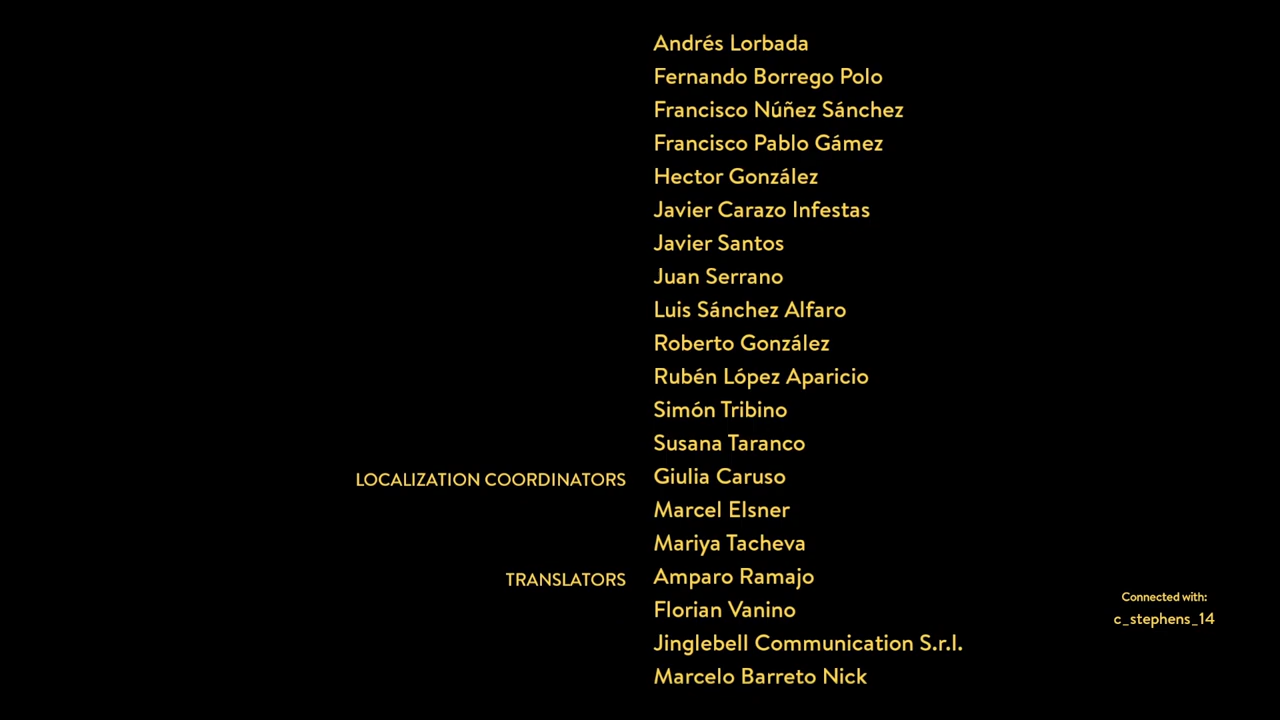 Andrés Lorbada
Fernando Borrego Polo
Francisco Núñez Sánchez
Francisco Pablo Gámez
Hector González
Javier Carazo Infestas
Javier Santos
Juan Serrano
Luis Sánchez Alfaro
Roberto González
Rubén López Aparicio
Simón Tribino
Susana Taranco
LOCALIZATION COORDINATORS Giulia Caruso
Marcel Elsner
Mariya Tacheva
TRANSLATORS Amparo Ramajo
Florian Vanino
Jinglebell Communication S.r.l.
Marcelo Barreto Nick
Connected with:
c_stephens_14